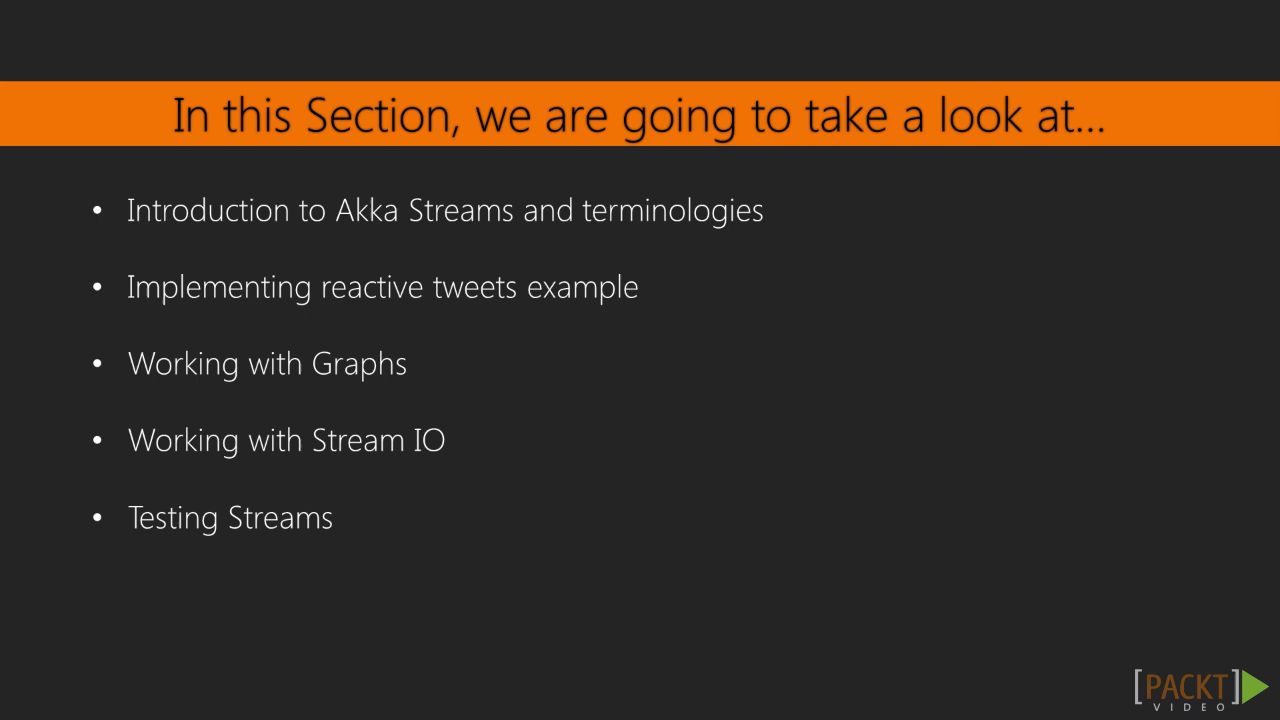 In this Section, we are going to take a look at...
• Introduction to Akka Streams and terminologies
• Implementing reactive tweets example
• Working with Graphs
• Working with Stream IO
• Testing Streams
[PACKT]
VIDEO